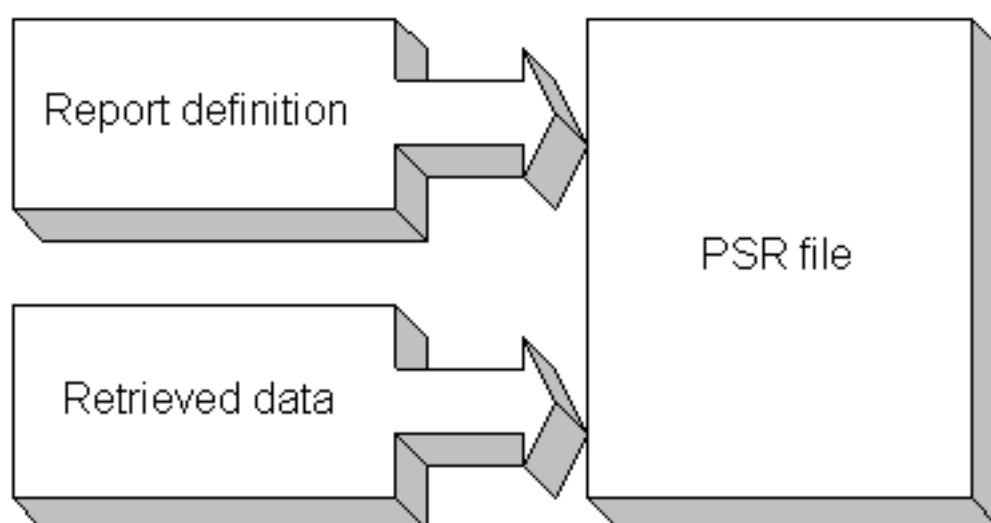 Report definition
PSR file
Retrieved data